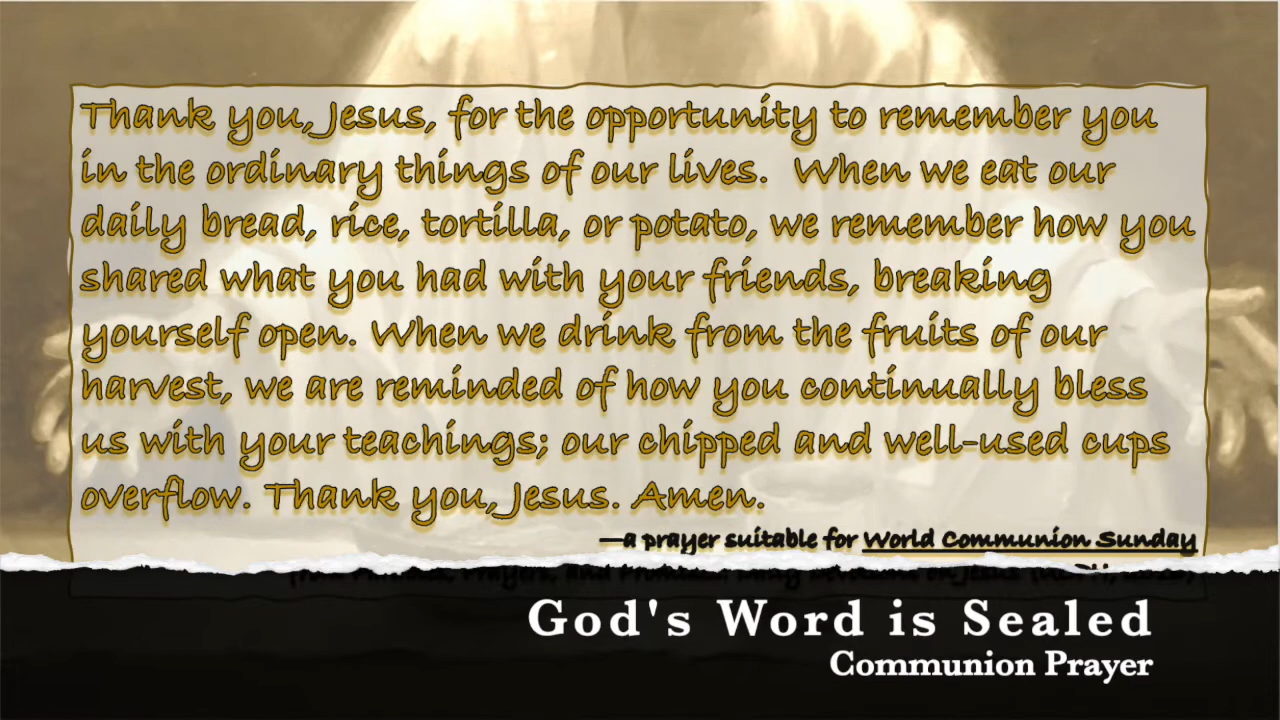 Thank you, Jesus, for the opportunity to remember you
in the ordinary things of our lives.  When we eat our
daily bread, rice, tortilla, or potato, we remember how you
shared what you had with your friends, breaking
yourself open. When we drink from the fruits of our
harvest, we are reminded of how you continually bless
us with your teachings; our chipped and well-used cups
overflow. Thank you, Jesus. Amen.
—a prayer suitable for World Communion Sunday
God's Word is Sealed
Communion Prayer